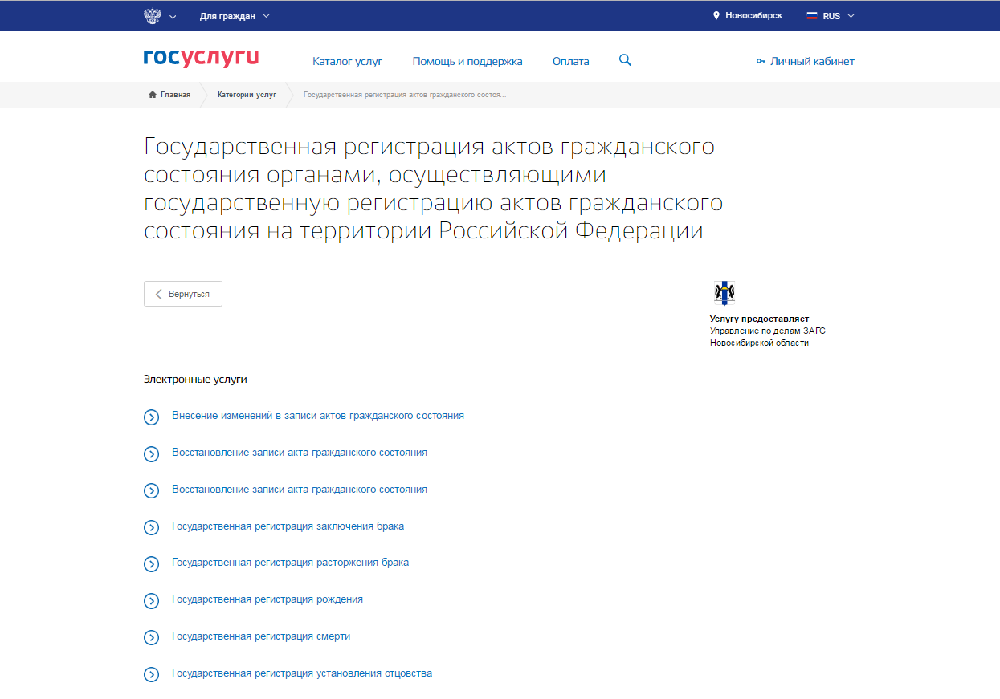 Для граждан
Новосибирск
RUS
госуслуги
Каталог услуг
Помощь и поддержка
Оплата
Личный кабинет
Главная
Категории услуг
Государственная регистрация актов гражданского состоя...
Государственная регистрация актов гражданского
состояния органами, осуществляющими
государственную регистрацию актов гражданского
состояния на территории Российской Федерации
Вернуться
Услугу предоставляет
Управление по делам ЗАГС
Новосибирской области
Электронные услуги
Внесение изменений в записи актов гражданского состояния
Восстановление записи акта гражданского состояния
Восстановление записи акта гражданского состояния
Государственная регистрация заключения брака
Государственная регистрация расторжения брака
Государственная регистрация рождения
Государственная регистрация смерти
Государственная регистрация установления отцовства